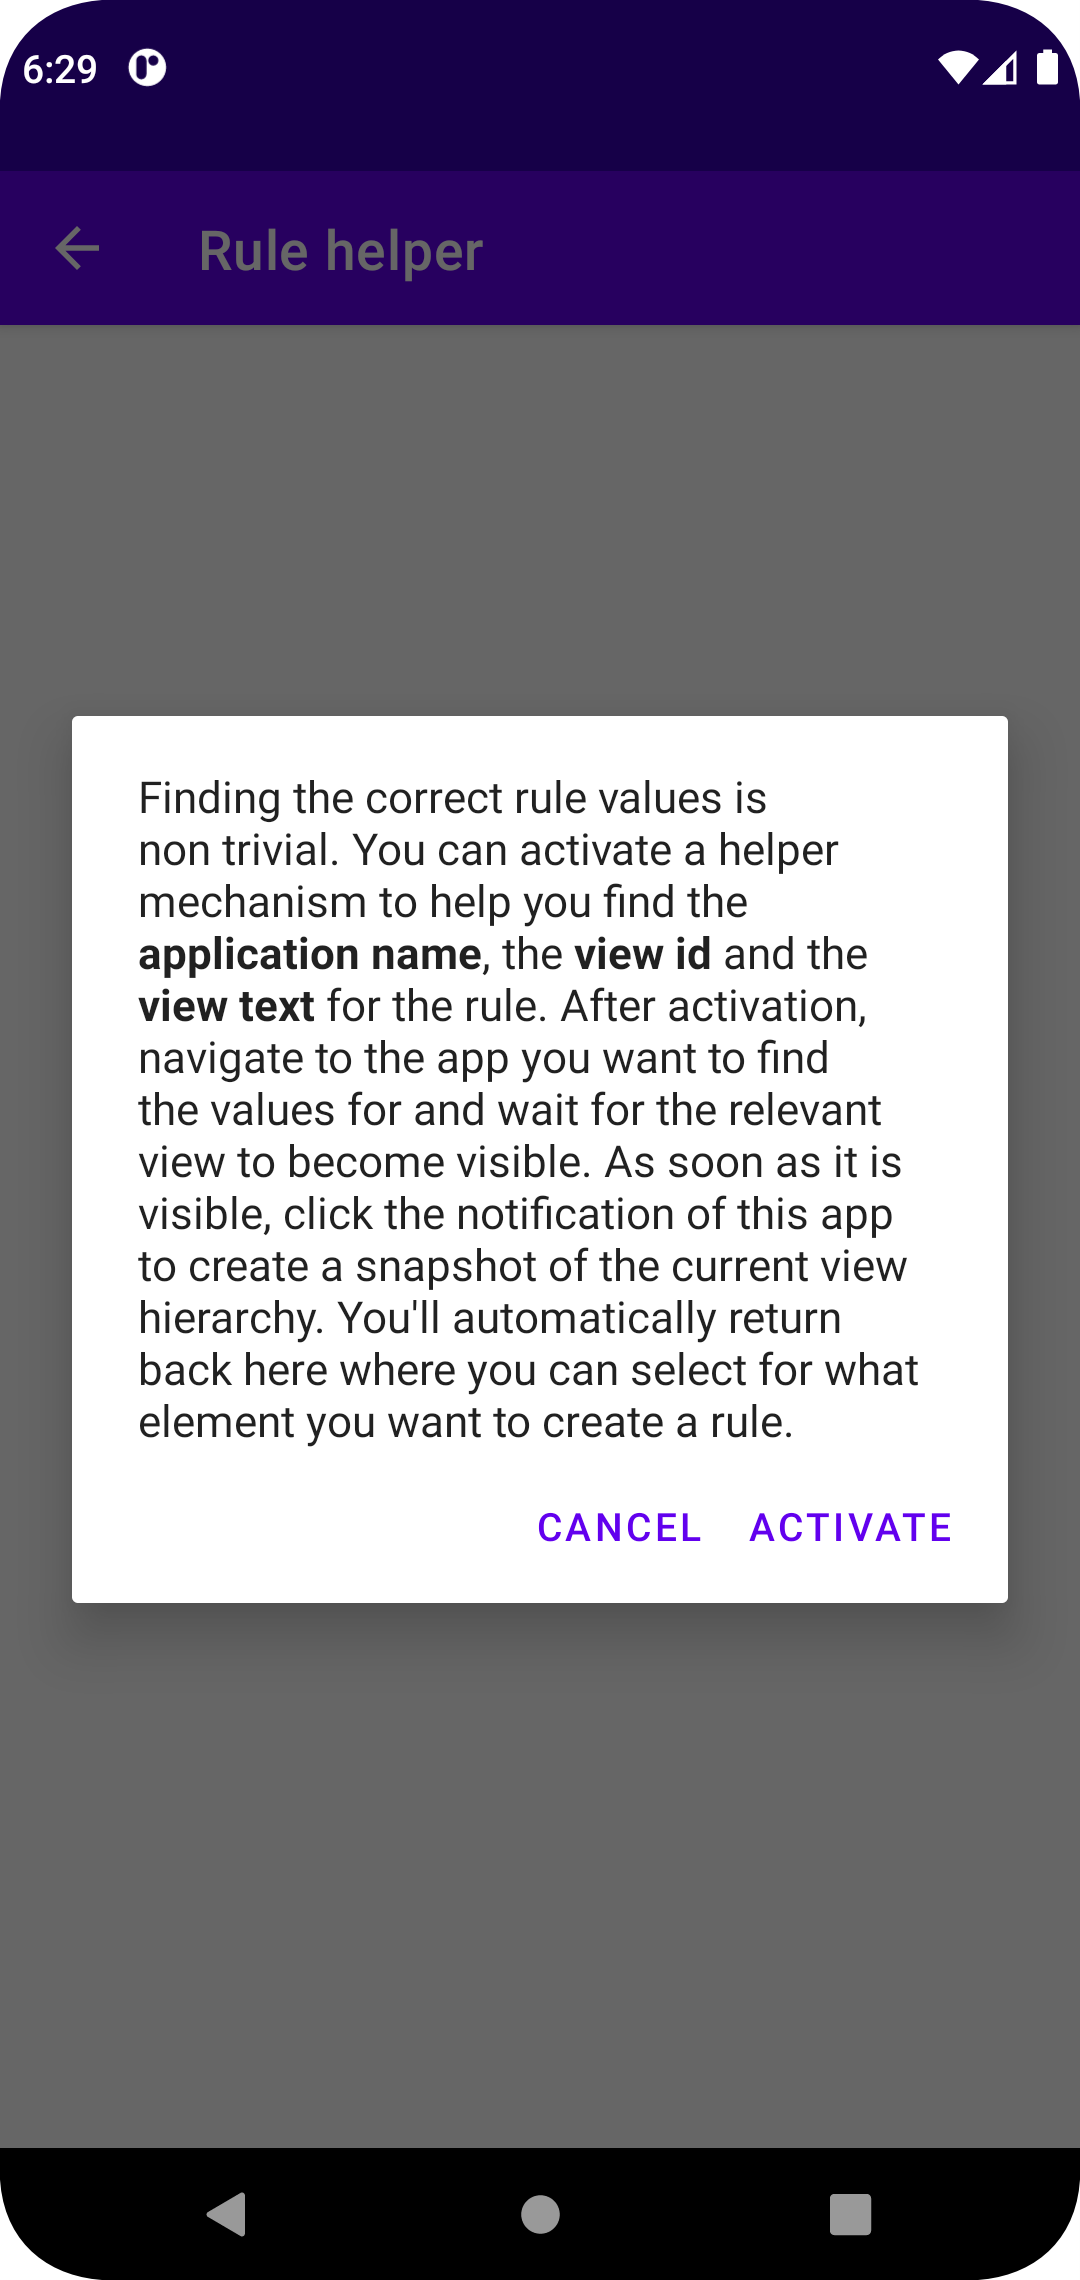 6:29
Rule helper
Finding the correct rule values is
non trivial. You can activate a helper
mechanism to help you find the
application name, the view id and the
view text for the rule. After activation,
navigate to the app you want to find
the values for and wait for the relevant
view to become visible. As soon as it is
visible, click the notification of this app
to create a snapshot of the current view
hierarchy. You'll automatically return
back here where you can select for what
element you want to create a rule.
CANCEL ACTIVATE